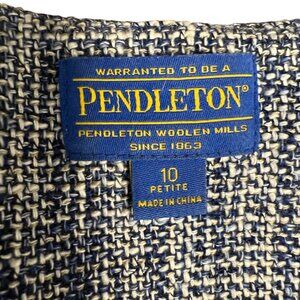 WARRANTED TO BE A
PENDLETON®
PENDLETON WOOLEN MILLS
SINCE 1863
10
PETITE
MADE IN CHINA